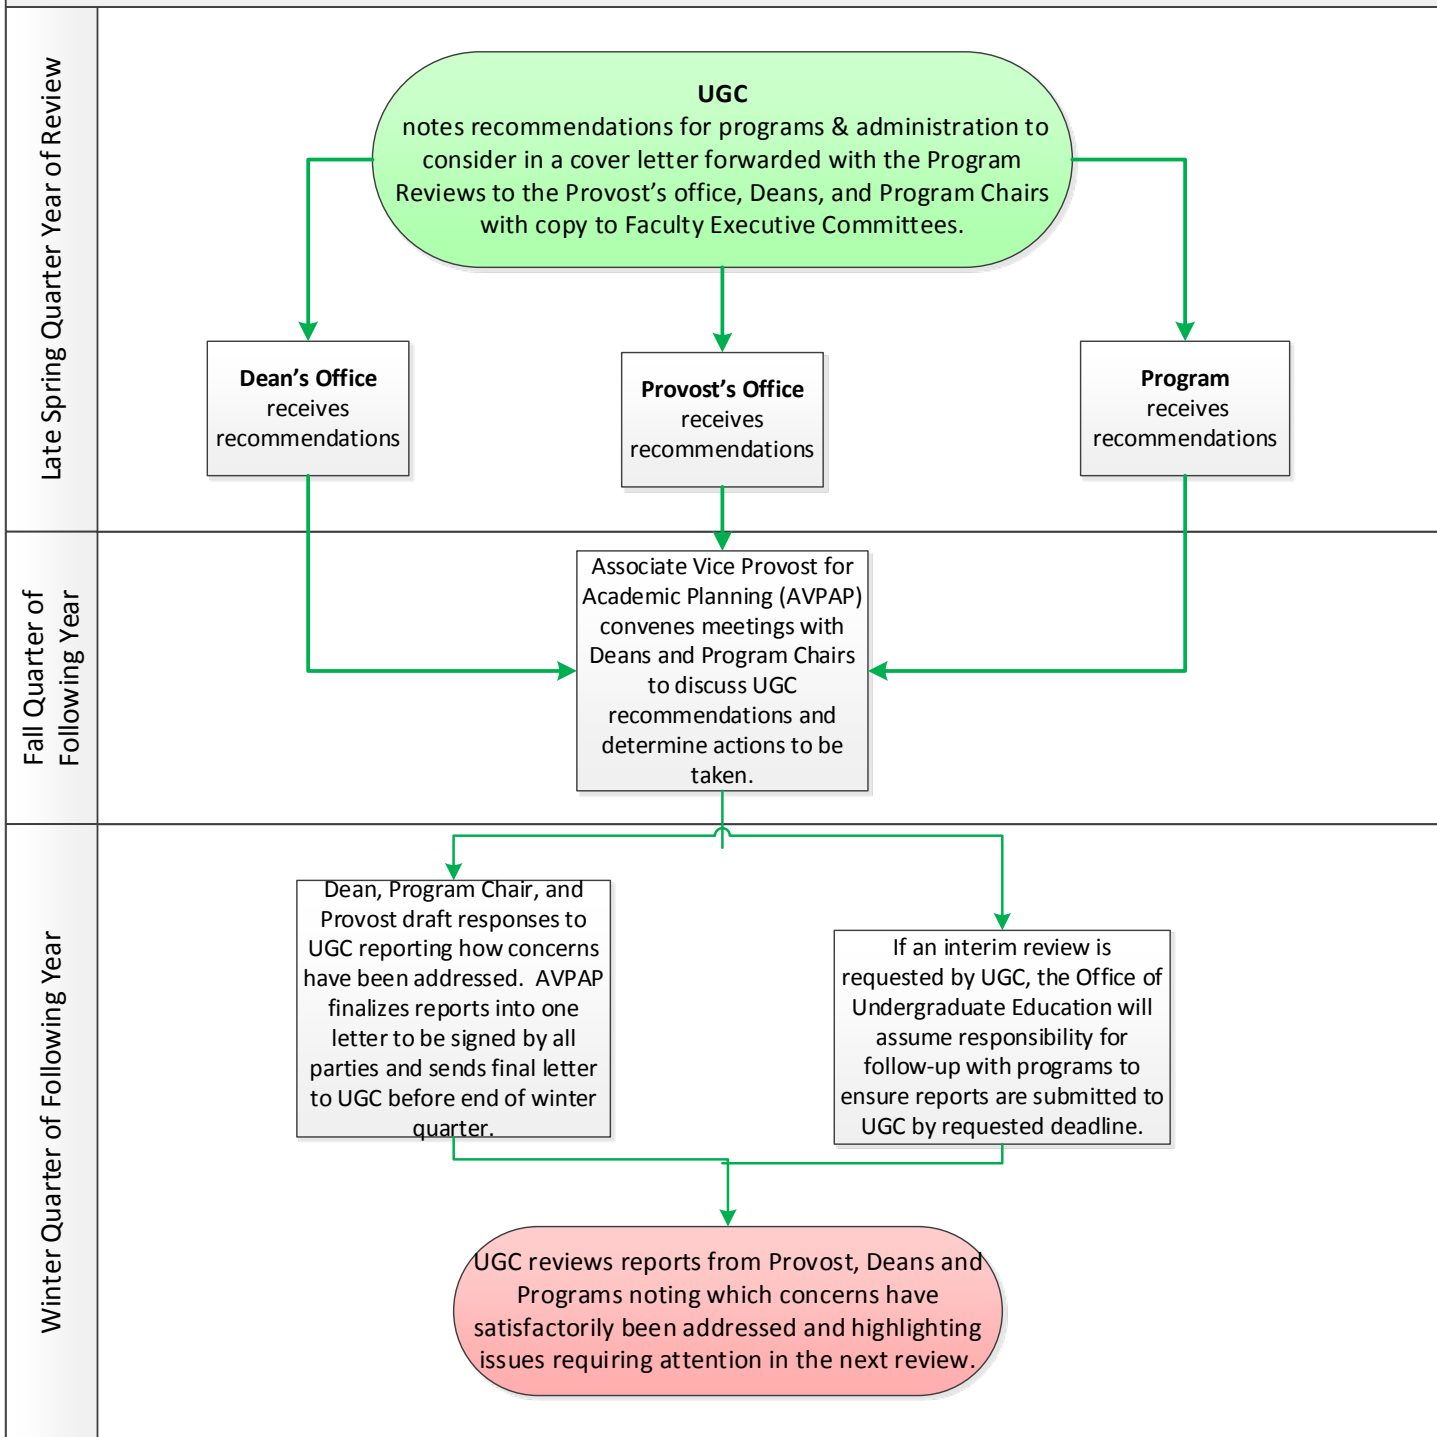 Late Spring Quarter Year of Review
UGC
notes recommendations for programs & administration to
consider in a cover letter forwarded with the Program
Reviews to the Provost’s office, Deans, and Program Chairs
with copy to Faculty Executive Committees.
Dean’s Office
receives
recommendations
Provost’s Office
receives
recommendations
Program
receives
recommendations
Fall Quarter of
Following Year
Associate Vice Provost for
Academic Planning (AVPAP)
convenes meetings with
Deans and Program Chairs
to discuss UGC
recommendations and
determine actions to be
taken.
Winter Quarter of Following Year
Dean, Program Chair, and
Provost draft responses to
UGC reporting how concerns
have been addressed.  AVPAP
finalizes reports into one
letter to be signed by all
parties and sends final letter
to UGC before end of winter
quarter.
If an interim review is
requested by UGC, the Office of
Undergraduate Education will
assume responsibility for
follow-up with programs to
ensure reports are submitted to
UGC by requested deadline.
UGC reviews reports from Provost, Deans and
Programs noting which concerns have
satisfactorily been addressed and highlighting
issues requiring attention in the next review.